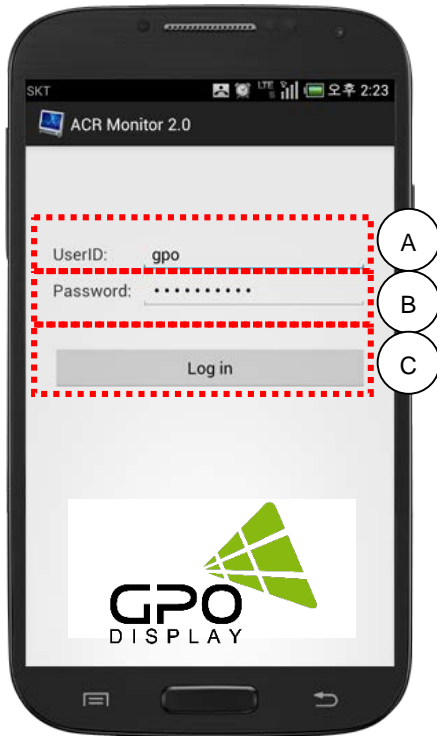 SKT LTE 오후 2:23
ACR Monitor 2.0
UserID: gpo A
Password: •••••••••• B
Log in C
GPO
DISPLAY